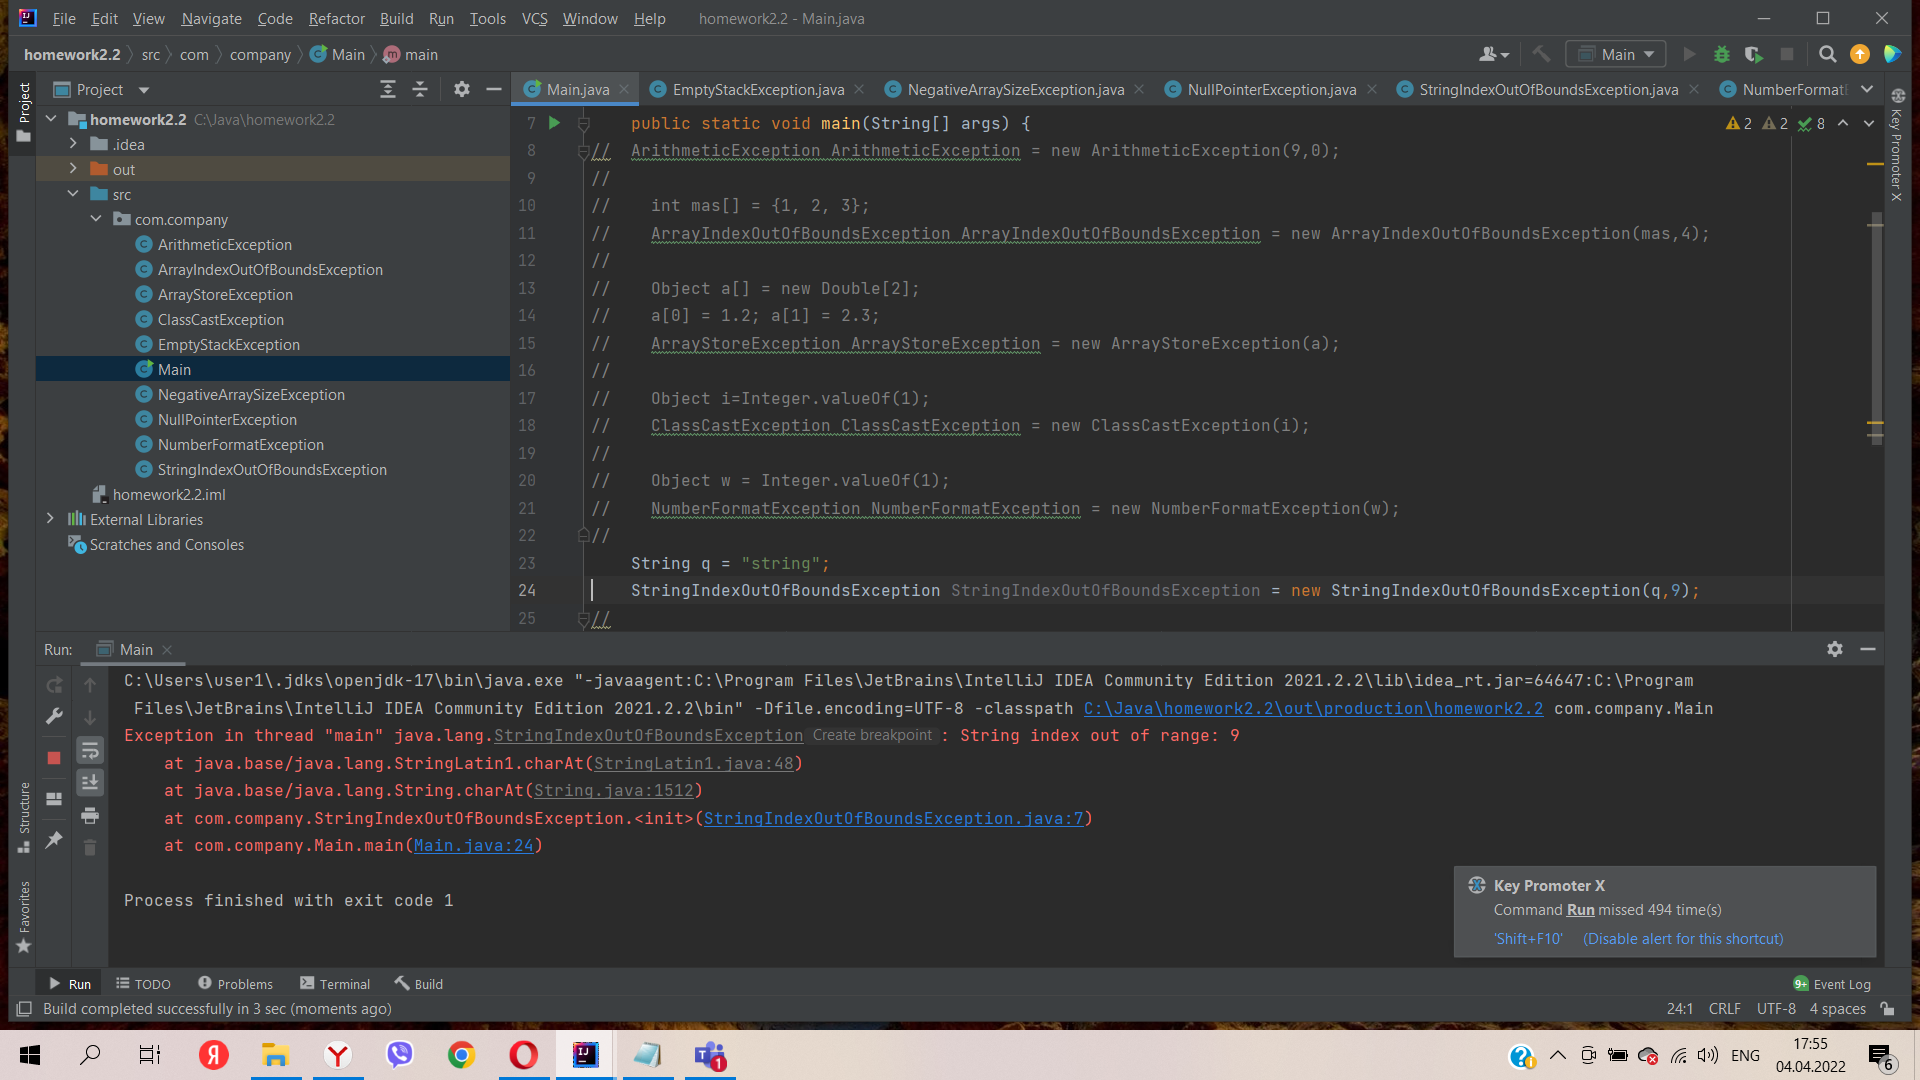 File Edit View Navigate Code Refactor Build Run Tools VCS Window Help homework2.2 - Main.java
homework2.2 src com company Main main
Main
Project
Main.java EmptyStackException.java NegativeArraySizeException.java NullPointerException.java StringIndexOutOfBoundsException.java NumberFormat
Project
Key Promoter X
homework2.2 C:\Java\homework2.2
.idea
out
src
com.company
ArithmeticException
ArrayIndexOutOfBoundsException
ArrayStoreException
ClassCastException
EmptyStackException
Main
NegativeArraySizeException
NullPointerException
NumberFormatException
StringIndexOutOfBoundsException
homework2.2.iml
External Libraries
Scratches and Consoles
2 2 8
7 public static void main(String[] args) {
8 // ArithmeticException ArithmeticException = new ArithmeticException(9,0);
9 //
10 // int mas[] = {1, 2, 3};
11 // ArrayIndexOutOfBoundsException ArrayIndexOutOfBoundsException = new ArrayIndexOutOfBoundsException(mas,4);
12 //
13 // Object a[] = new Double[2];
14 // a[0] = 1.2; a[1] = 2.3;
15 // ArrayStoreException ArrayStoreException = new ArrayStoreException(a);
16 //
17 // Object i=Integer.valueOf(1);
18 // ClassCastException ClassCastException = new ClassCastException(i);
19 //
20 // Object w = Integer.valueOf(1);
21 // NumberFormatException NumberFormatException = new NumberFormatException(w);
22 //
23 String q = "string";
24 StringIndexOutOfBoundsException StringIndexOutOfBoundsException = new StringIndexOutOfBoundsException(q,9);
25 //
Run: Main
C:\Users\user1\.jdks\openjdk-17\bin\java.exe "-javaagent:C:\Program Files\JetBrains\IntelliJ IDEA Community Edition 2021.2.2\lib\idea_rt.jar=64647:C:\Program
Files\JetBrains\IntelliJ IDEA Community Edition 2021.2.2\bin" -Dfile.encoding=UTF-8 -classpath C:\Java\homework2.2\out\production\homework2.2 com.company.Main
Exception in thread "main" java.lang.StringIndexOutOfBoundsException Create breakpoint : String index out of range: 9
at java.base/java.lang.StringLatin1.charAt(StringLatin1.java:48)
at java.base/java.lang.String.charAt(String.java:1512)
at com.company.StringIndexOutOfBoundsException.<init>(StringIndexOutOfBoundsException.java:7)
at com.company.Main.main(Main.java:24)
Process finished with exit code 1
Structure
Favorites
Key Promoter X
Command Run missed 494 time(s)
'Shift+F10' (Disable alert for this shortcut)
Run TODO Problems Terminal Build
9+ Event Log
Build completed successfully in 3 sec (moments ago)
24:1 CRLF UTF-8 4 spaces
Я
1
ENG
17:55
04.04.2022
6